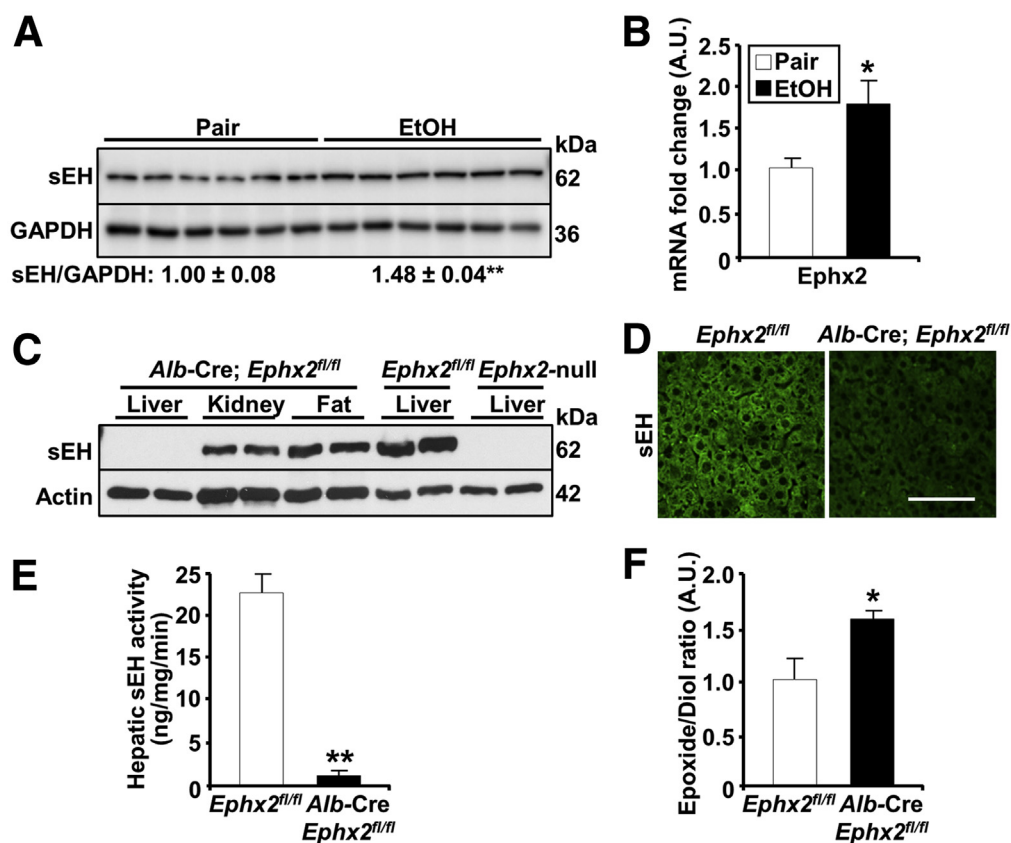 A
Pair EtOH
kDa
sEH 62
GAPDH 36
sEH/GAPDH: 1.00 ± 0.08 1.48 ± 0.04**
B
mRNA fold change (A.U.)
2.5
2.0
1.5
1.0
0.5
0
Pair
EtOH
*
Ephx2
C
Alb-Cre; Ephx2fl/fl Ephx2fl/fl Ephx2-null
Liver Kidney Fat Liver Liver
kDa
sEH 62
Actin 42
D
Ephx2fl/fl Alb-Cre; Ephx2fl/fl
sEH
E
Hepatic sEH activity
(ng/mg/min)
25
20
15
10
5
0
**
Ephx2fl/fl Alb-Cre
Ephx2fl/fl
F
Epoxide/Diol ratio (A.U.)
2.0
1.5
1.0
0.5
0
*
Ephx2fl/fl Alb-Cre
Ephx2fl/fl